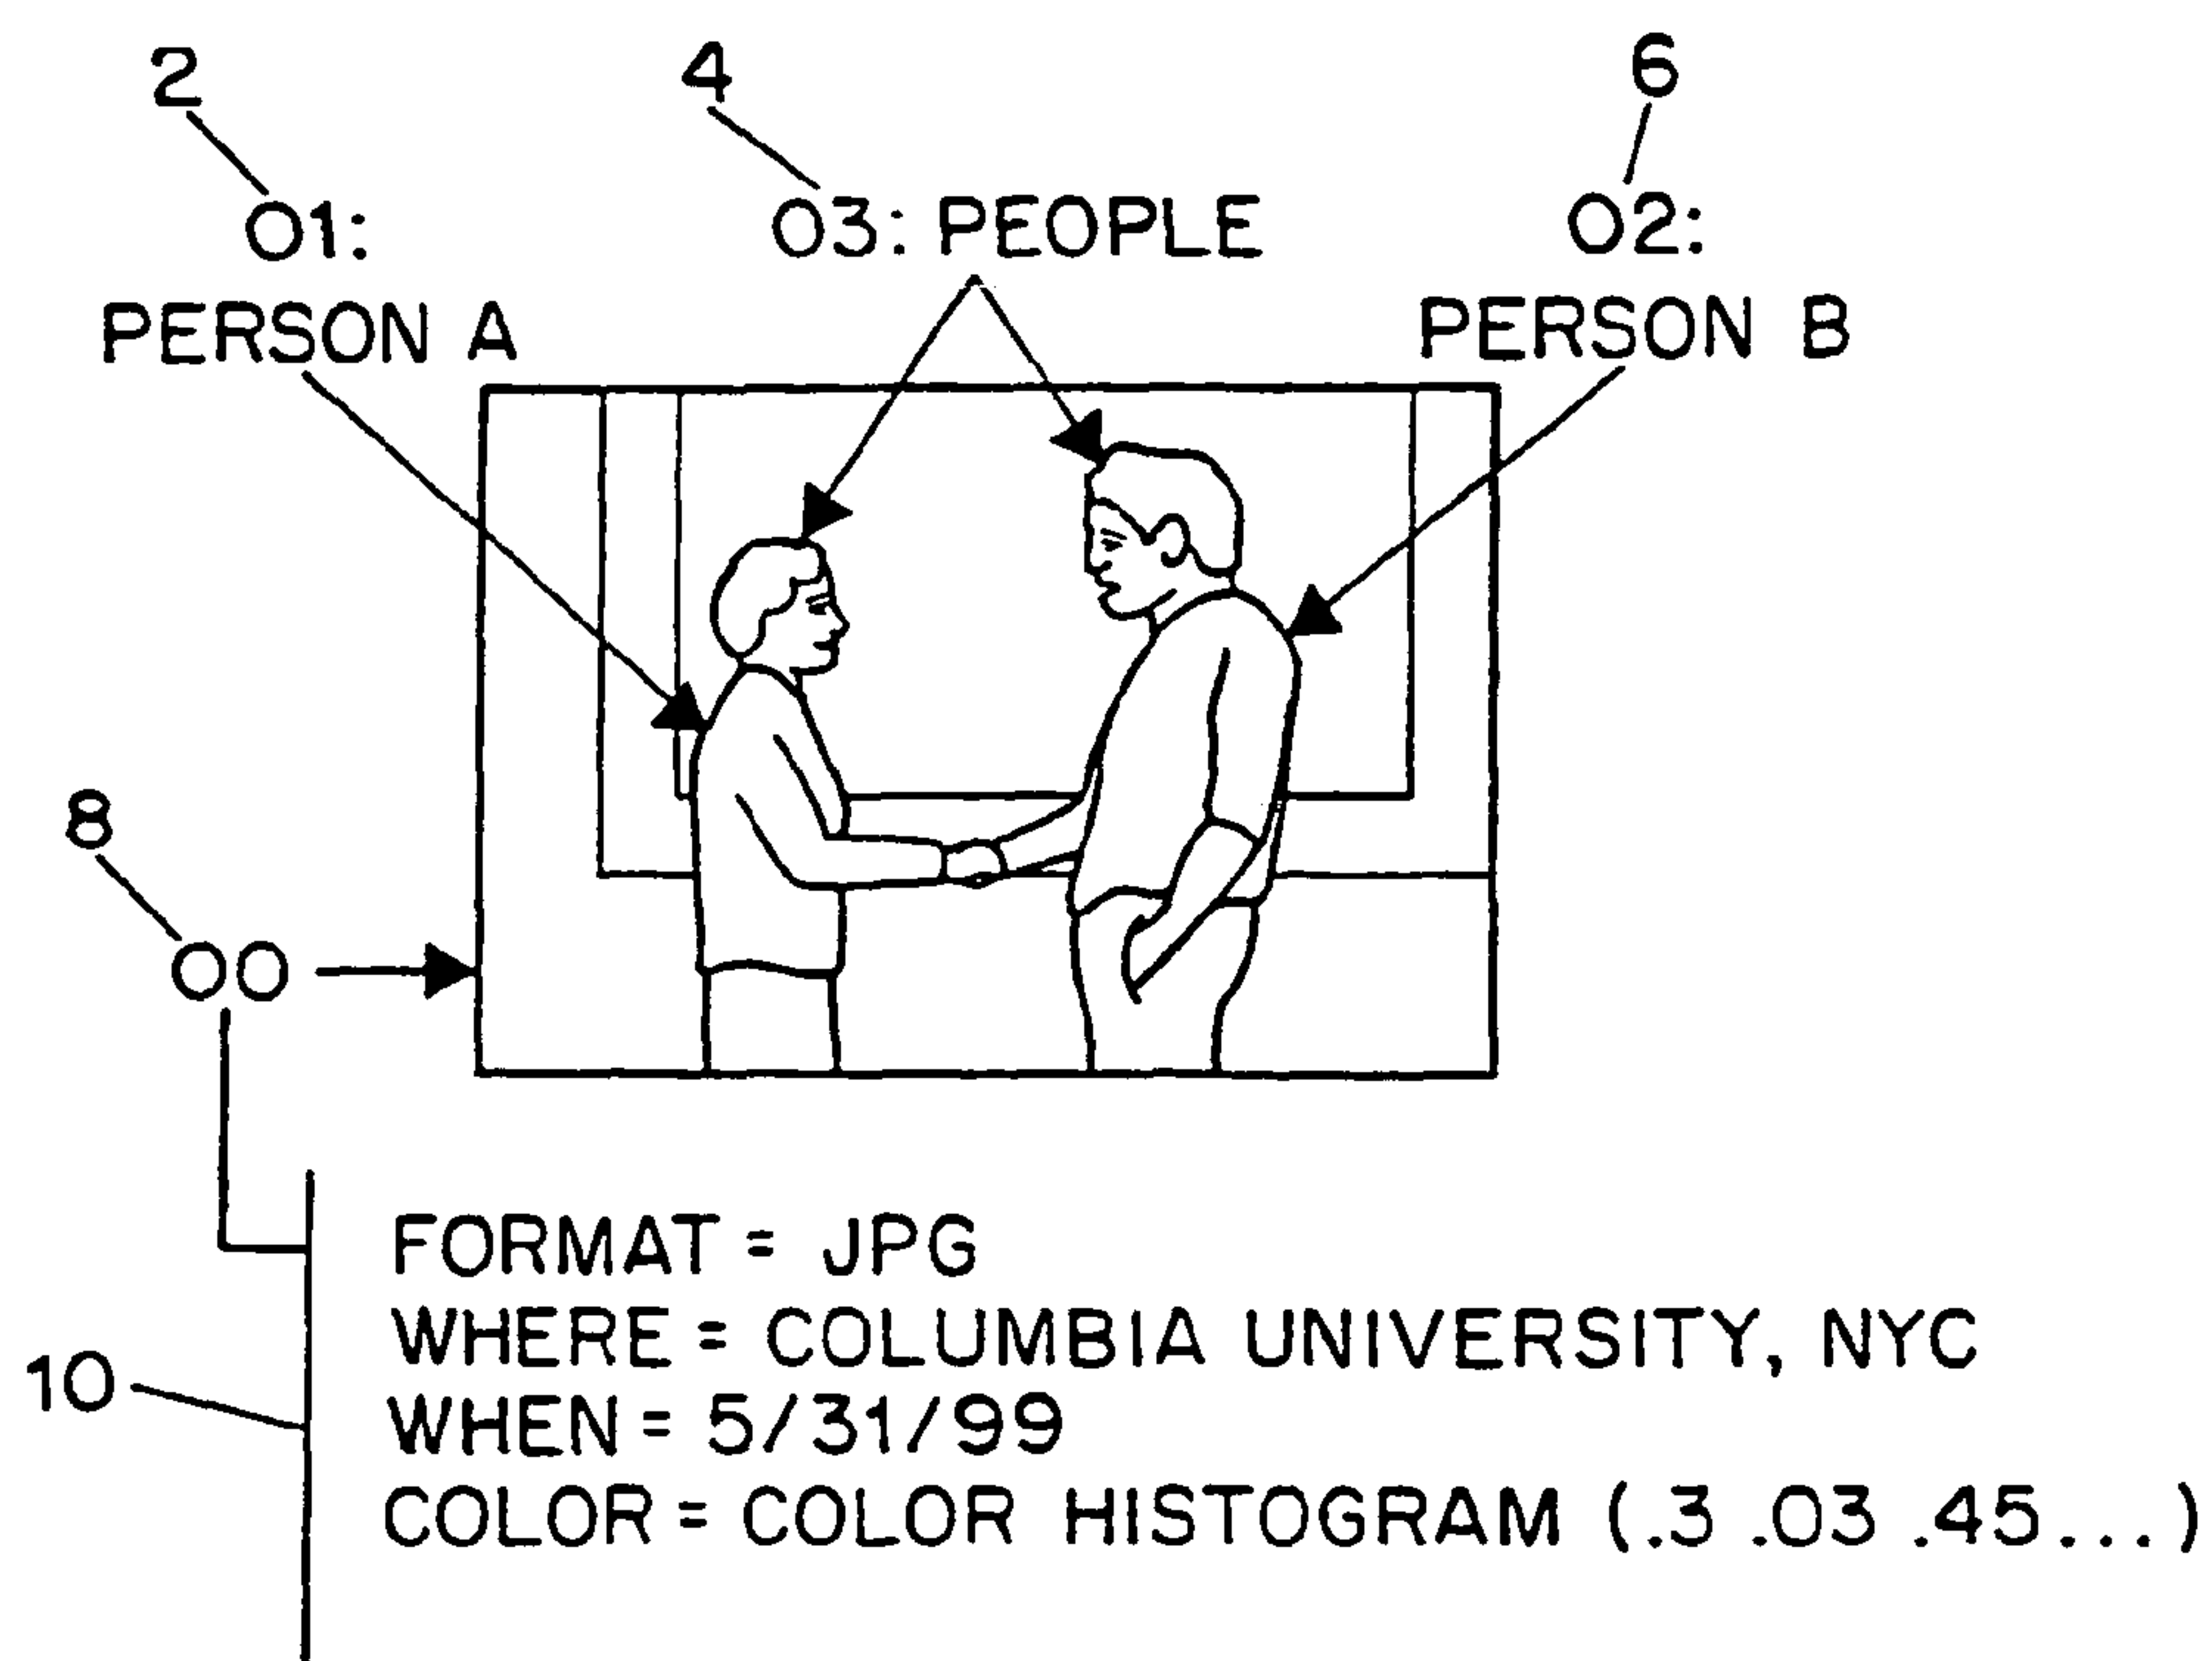 2 4 6
O1: O3: PEOPLE O2:
PERSON A PERSON B
8
OO
FORMAT = JPG
WHERE = COLUMBIA UNIVERSITY, NYC
10
WHEN = 5/31/99
COLOR = COLOR HISTOGRAM (.3 .03 .45...)